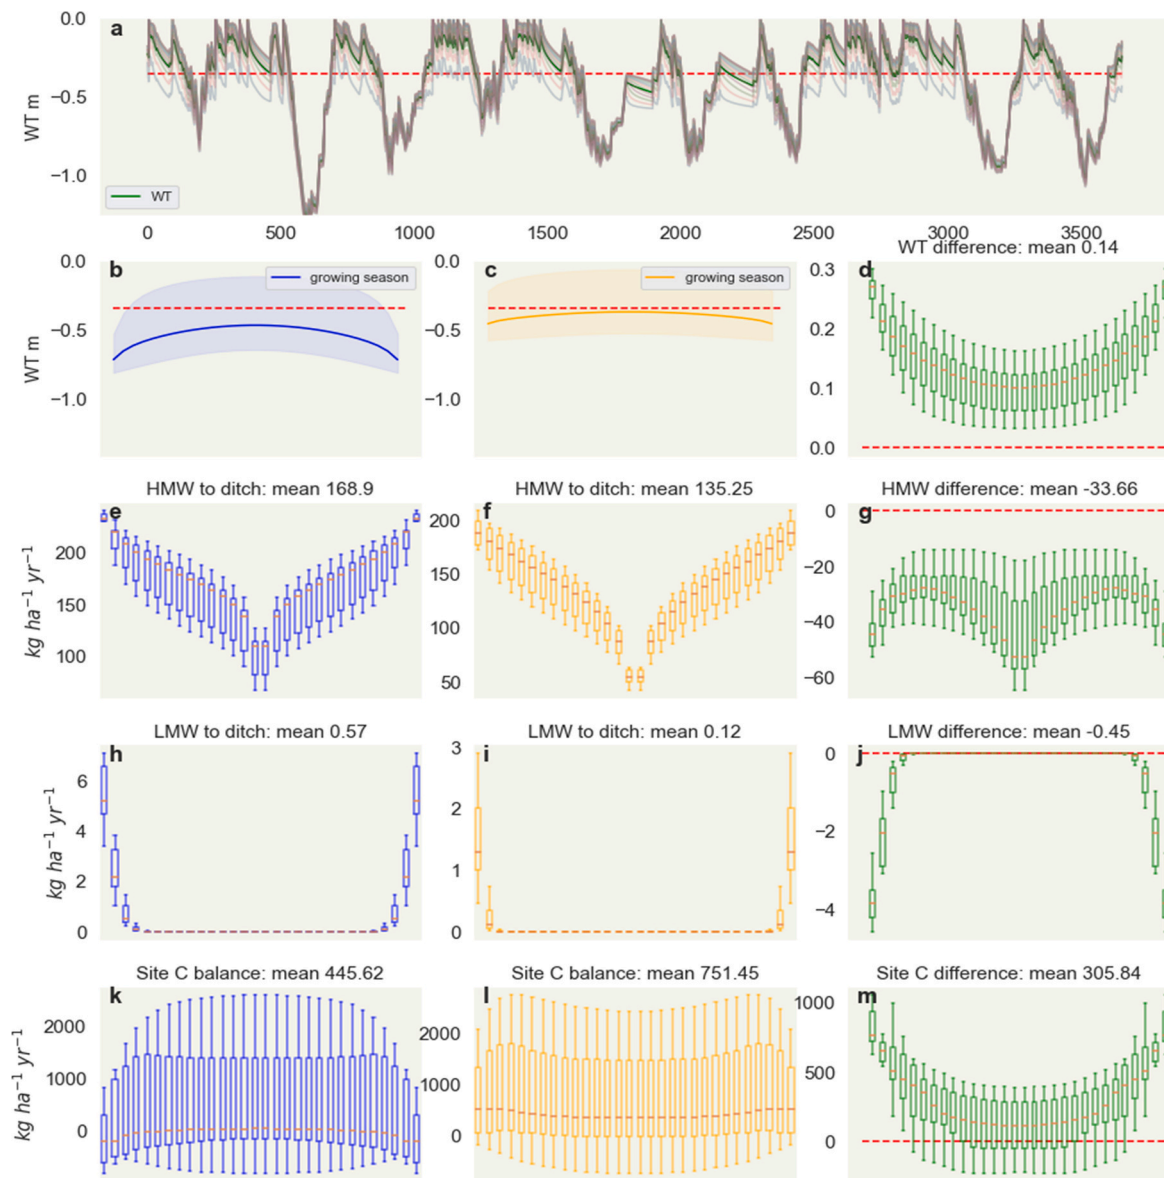 a
0.0
−0.5
−1.0
WT m
WT
0 500 1000 1500 2000 2500 3000 3500
WT difference: mean 0.14
b
0.0
−0.5
−1.0
WT m
growing season
c
0.0
−0.5
−1.0
growing season
d
0.3
0.2
0.1
0.0
HMW to ditch: mean 168.9
e
200
150
100
kg ha⁻¹ yr⁻¹
HMW to ditch: mean 135.25
f
200
150
100
50
HMW difference: mean -33.66
g
0
−20
−40
−60
LMW to ditch: mean 0.57
h
6
4
2
0
kg ha⁻¹ yr⁻¹
LMW to ditch: mean 0.12
i
3
2
1
0
LMW difference: mean -0.45
j
0
−2
−4
Site C balance: mean 445.62
k
2000
1000
0
kg ha⁻¹ yr⁻¹
Site C balance: mean 751.45
l
2000
1000
0
Site C difference: mean 305.84
m
1000
500
0